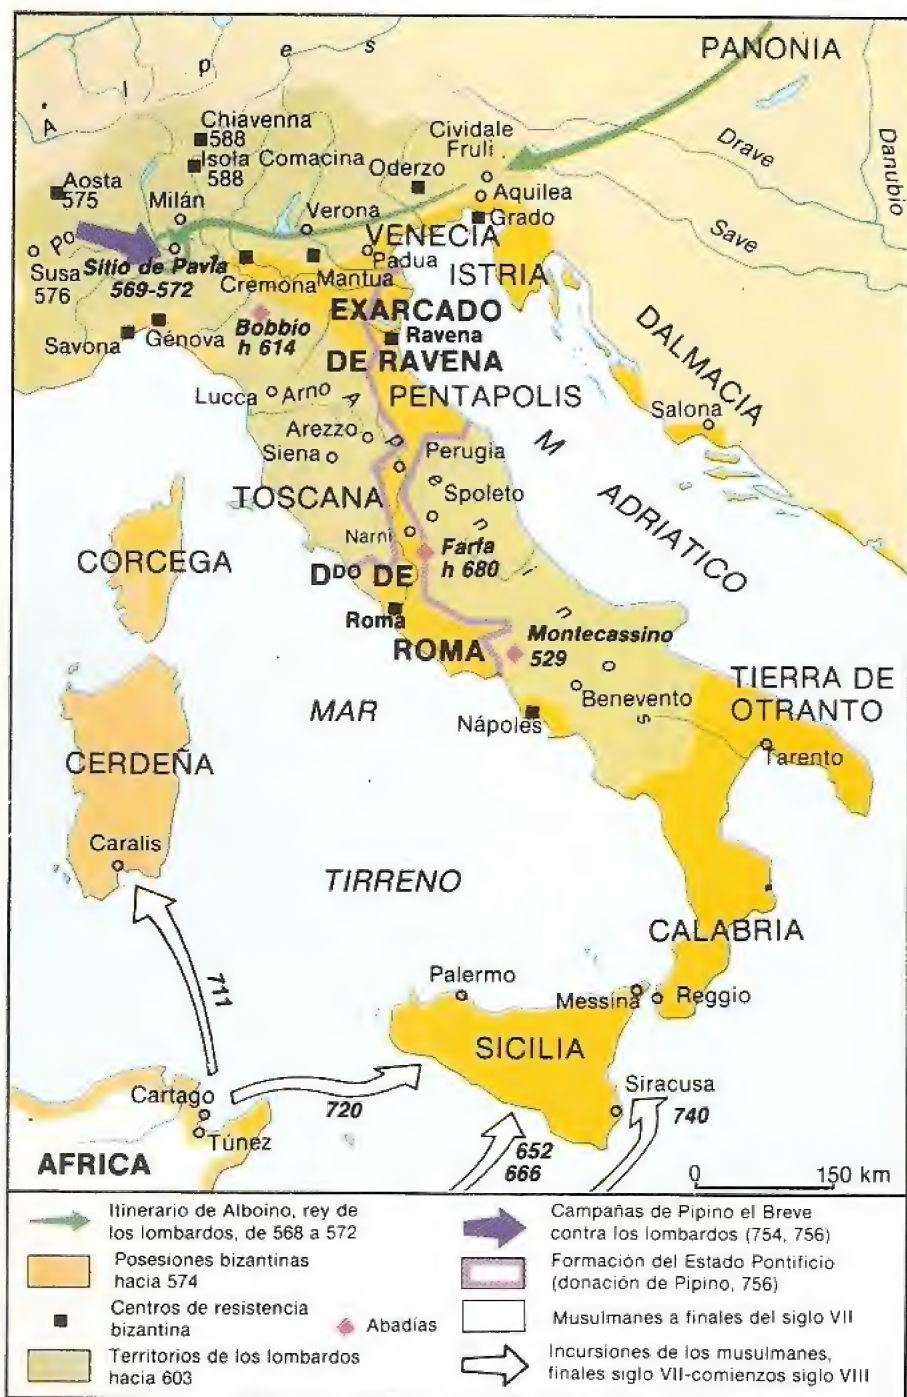 A l p e s
PANONIA
Chiavenna
588
Isola Comacina
588
Cividale
Fruli
Drave
Danubio
Aosta
575
Oderzo
Milán
Aquilea
Verona
Grado
Po
VENECIA
Save
Susa
576
Sitio de Pavía
569-572
Padua
Cremona
Mantua
ISTRIA
EXARCADO
DE RAVENA
Ravena
Bobbio
h 614
Savona
Génova
DALMACIA
Lucca
Arno
PENTAPOLIS
Salona
A p e n i n o s
Arezzo
Siena
Perugia
M. ADRIATICO
TOSCANA
Spoleto
Narni
CORCEGA
Farfa
h 680
Dᴰᴼ DE
ROMA
Roma
Montecassino
529
MAR
TIRRENO
Nápoles
Benevento
TIERRA DE
OTRANTO
Tarento
CERDEÑA
Caralis
CALABRIA
711
Palermo
Messina
Reggio
SICILIA
Cartago
720
Siracusa
740
Túnez
652
666
AFRICA
0 150 km
Itinerario de Alboino, rey de
los lombardos, de 568 a 572
Posesiones bizantinas
hacia 574
Centros de resistencia
bizantina
Abadías
Territorios de los lombardos
hacia 603
Campañas de Pipino el Breve
contra los lombardos (754, 756)
Formación del Estado Pontificio
(donación de Pipino, 756)
Musulmanes a finales del siglo VII
Incursiones de los musulmanes,
finales siglo VII-comienzos siglo VIII